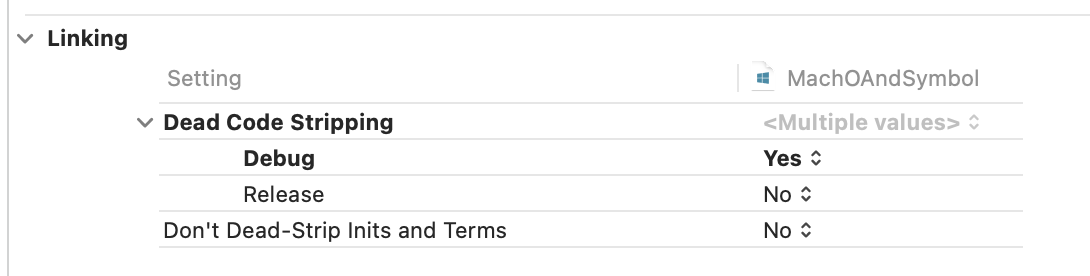 Linking
Setting MachOAndSymbol
Dead Code Stripping <Multiple values>
Debug Yes
Release No
Don't Dead-Strip Inits and Terms No